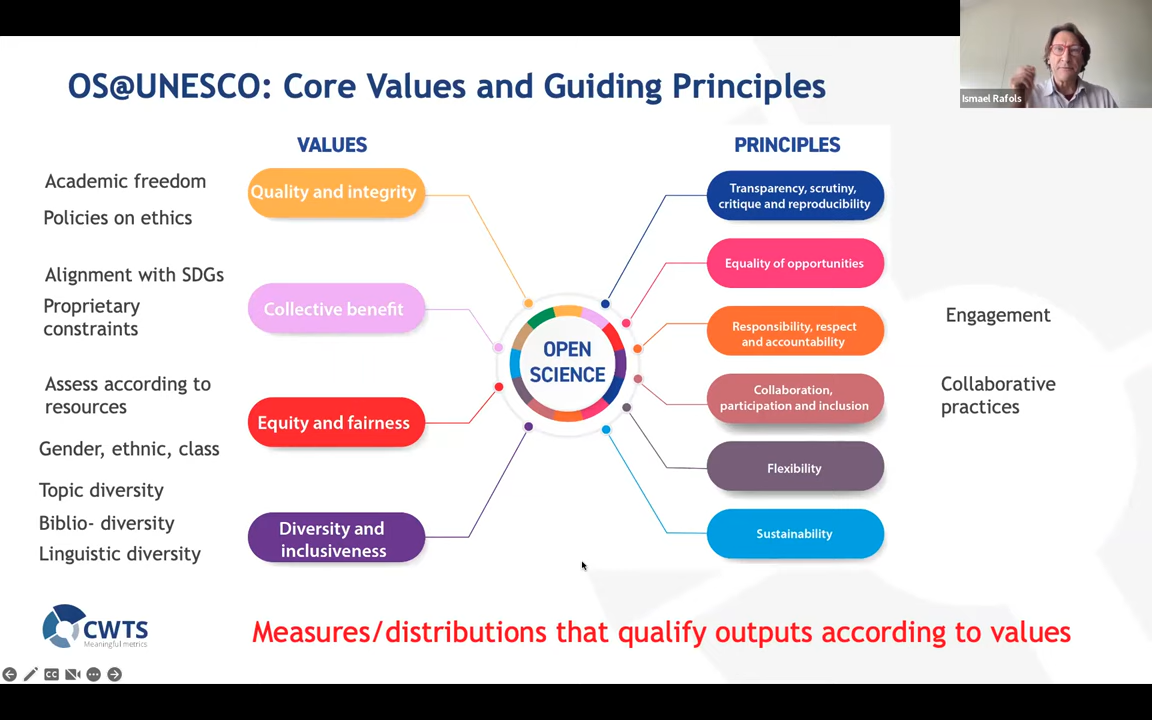 OS@UNESCO: Core Values and Guiding Principles
Ismael Rafols
VALUES
PRINCIPLES
Academic freedom
Policies on ethics
Quality and integrity
Alignment with SDGs
Proprietary
constraints
Collective benefit
Assess according to
resources
Equity and fairness
Gender, ethnic, class
Topic diversity
Biblio- diversity
Linguistic diversity
Diversity and
inclusiveness
OPEN
SCIENCE
Transparency, scrutiny,
critique and reproducibility
Equality of opportunities
Responsibility, respect
and accountability
Collaboration,
participation and inclusion
Flexibility
Sustainability
Engagement
Collaborative
practices
CWTS
Meaningful metrics
Measures/distributions that qualify outputs according to values
CC